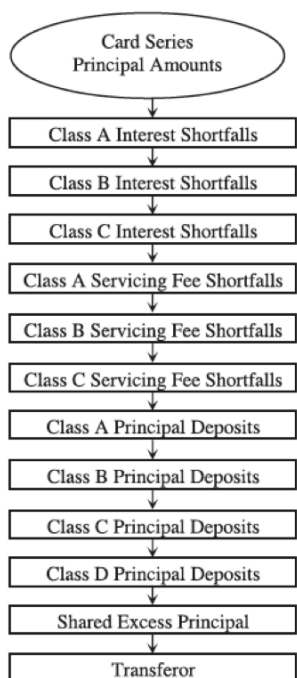 Card Series
Principal Amounts
Class A Interest Shortfalls
Class B Interest Shortfalls
Class C Interest Shortfalls
Class A Servicing Fee Shortfalls
Class B Servicing Fee Shortfalls
Class C Servicing Fee Shortfalls
Class A Principal Deposits
Class B Principal Deposits
Class C Principal Deposits
Class D Principal Deposits
Shared Excess Principal
Transferor